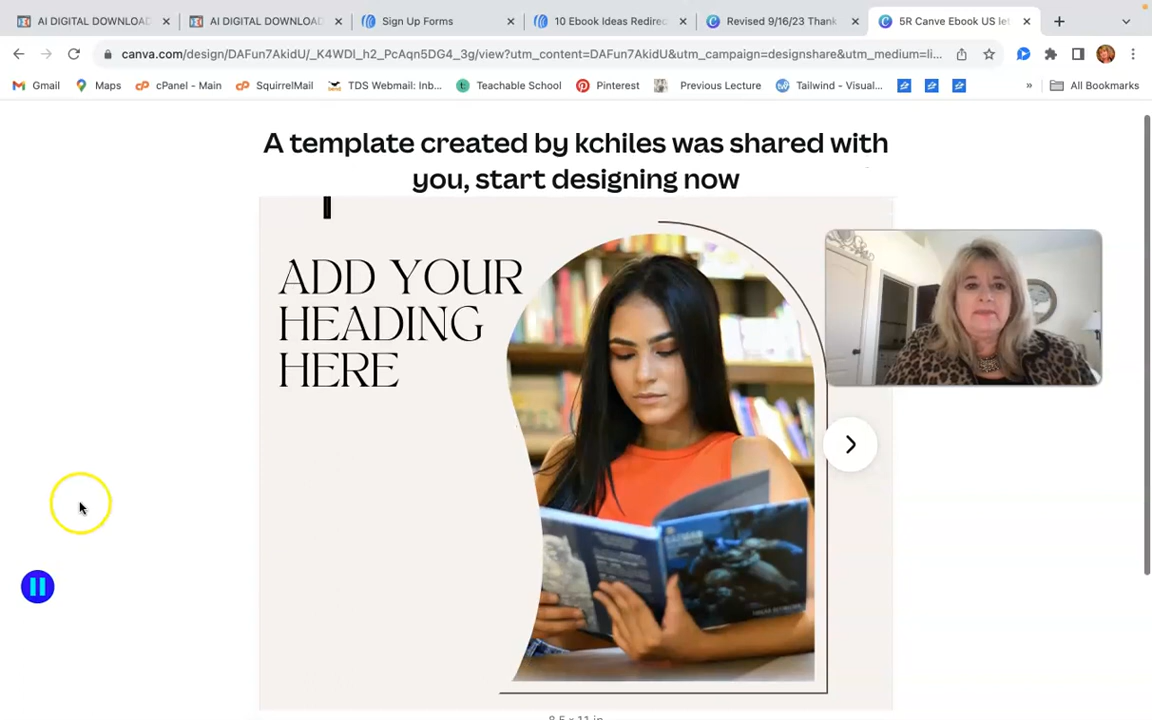 AI DIGITAL DOWNLOAD
AI DIGITAL DOWNLOAD
Sign Up Forms
10 Ebook Ideas Redirec
Revised 9/16/23 Thank
5R Canve Ebook US let
canva.com/design/DAFun7AkidU/_K4WDI_h2_PcAqn5DG4_3g/view?utm_content=DAFun7AkidU&utm_campaign=designshare&utm_medium=li...
Gmail
Maps
cPanel - Main
SquirrelMail
TDS Webmail: Inb...
Teachable School
Pinterest
Previous Lecture
Tailwind - Visual...
»
All Bookmarks
A template created by kchiles was shared with
you, start designing now
ADD YOUR
HEADING
HERE
8.5 x 11 in